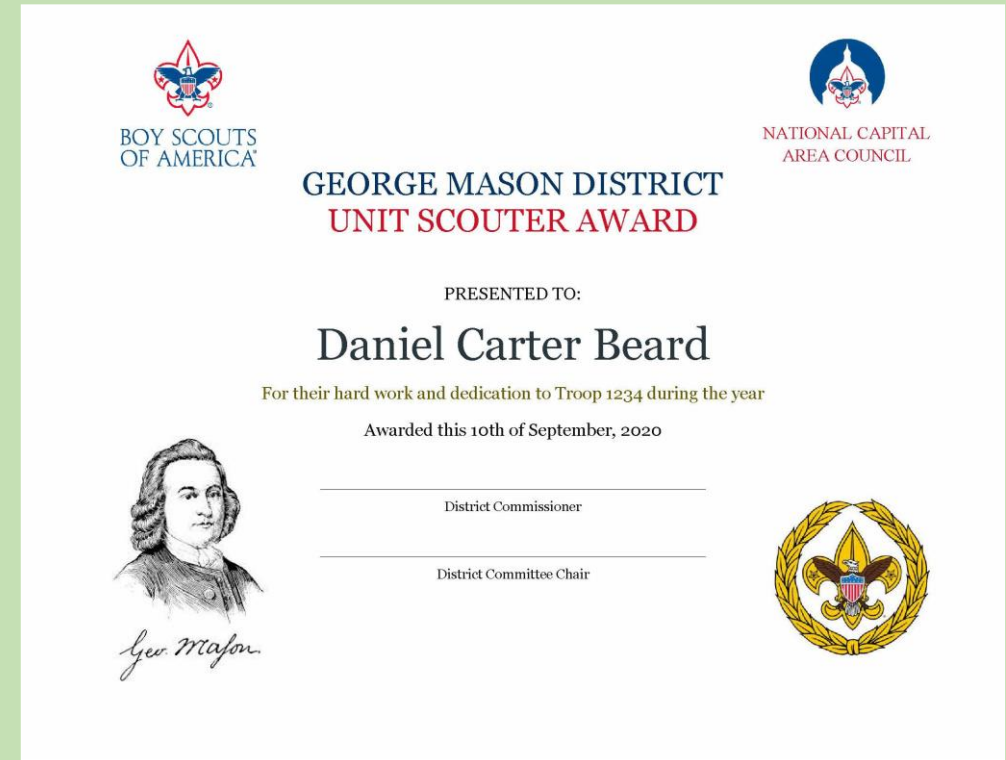 BOY SCOUTS
OF AMERICA®
NATIONAL CAPITAL
AREA COUNCIL
GEORGE MASON DISTRICT
UNIT SCOUTER AWARD
PRESENTED TO:
Daniel Carter Beard
For their hard work and dedication to Troop 1234 during the year
Awarded this 10th of September, 2020
District Commissioner
District Committee Chair
Geo. Mason